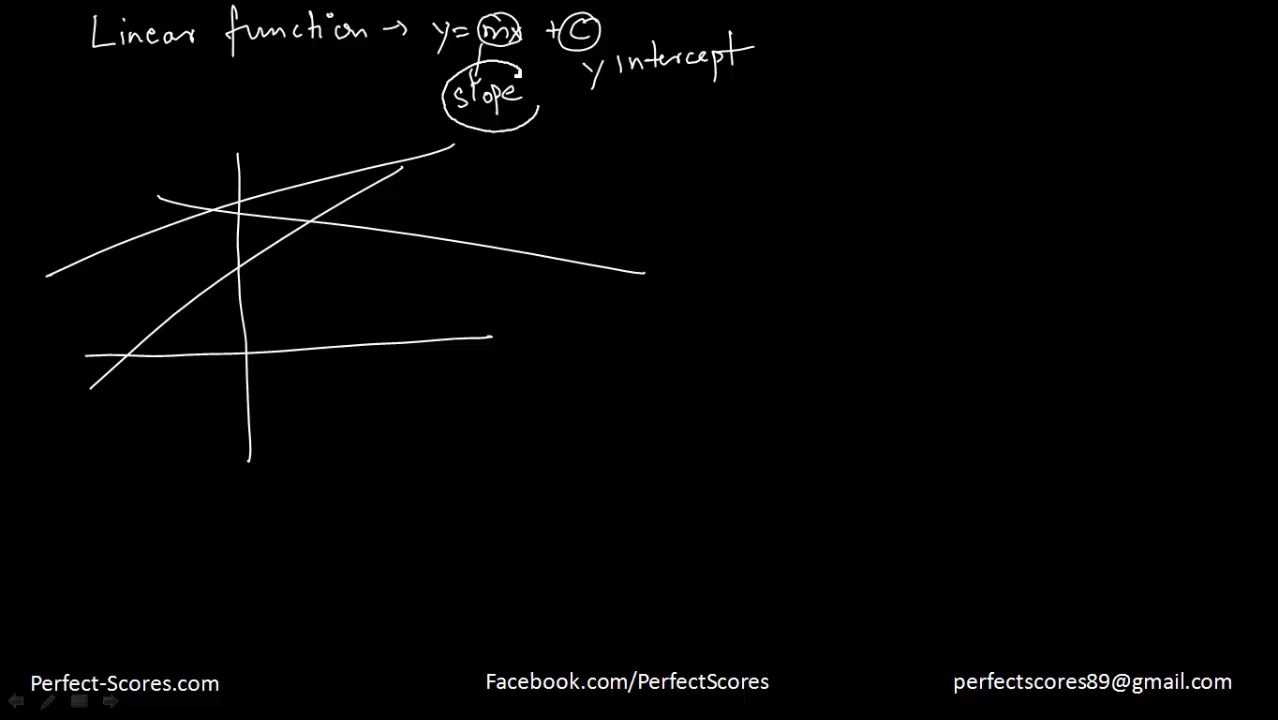 Linear function → y = mx + c
y intercept
slope
Perfect-Scores.com
Facebook.com/PerfectScores
perfectscores89@gmail.com